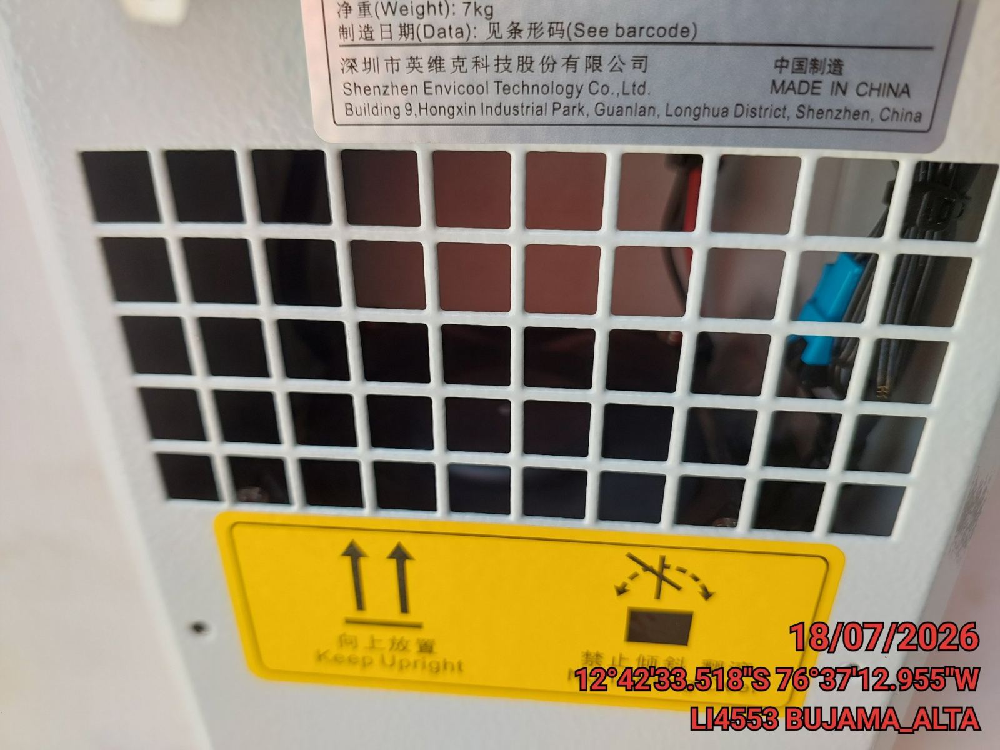 净重(Weight): 7kg
制造日期(Data): 见条形码(See barcode)
深圳市英维克科技股份有限公司
中国制造
Shenzhen Envicool Technology Co.,Ltd.
MADE IN CHINA
Building 9,Hongxin Industrial Park, Guanlan, Longhua District, Shenzhen, China
向上放置
Keep Upright
禁止倾斜 翻滚
18/07/2026
12°42'33.518"S 76°37'12.955"W
LI4553 BUJAMA_ALTA